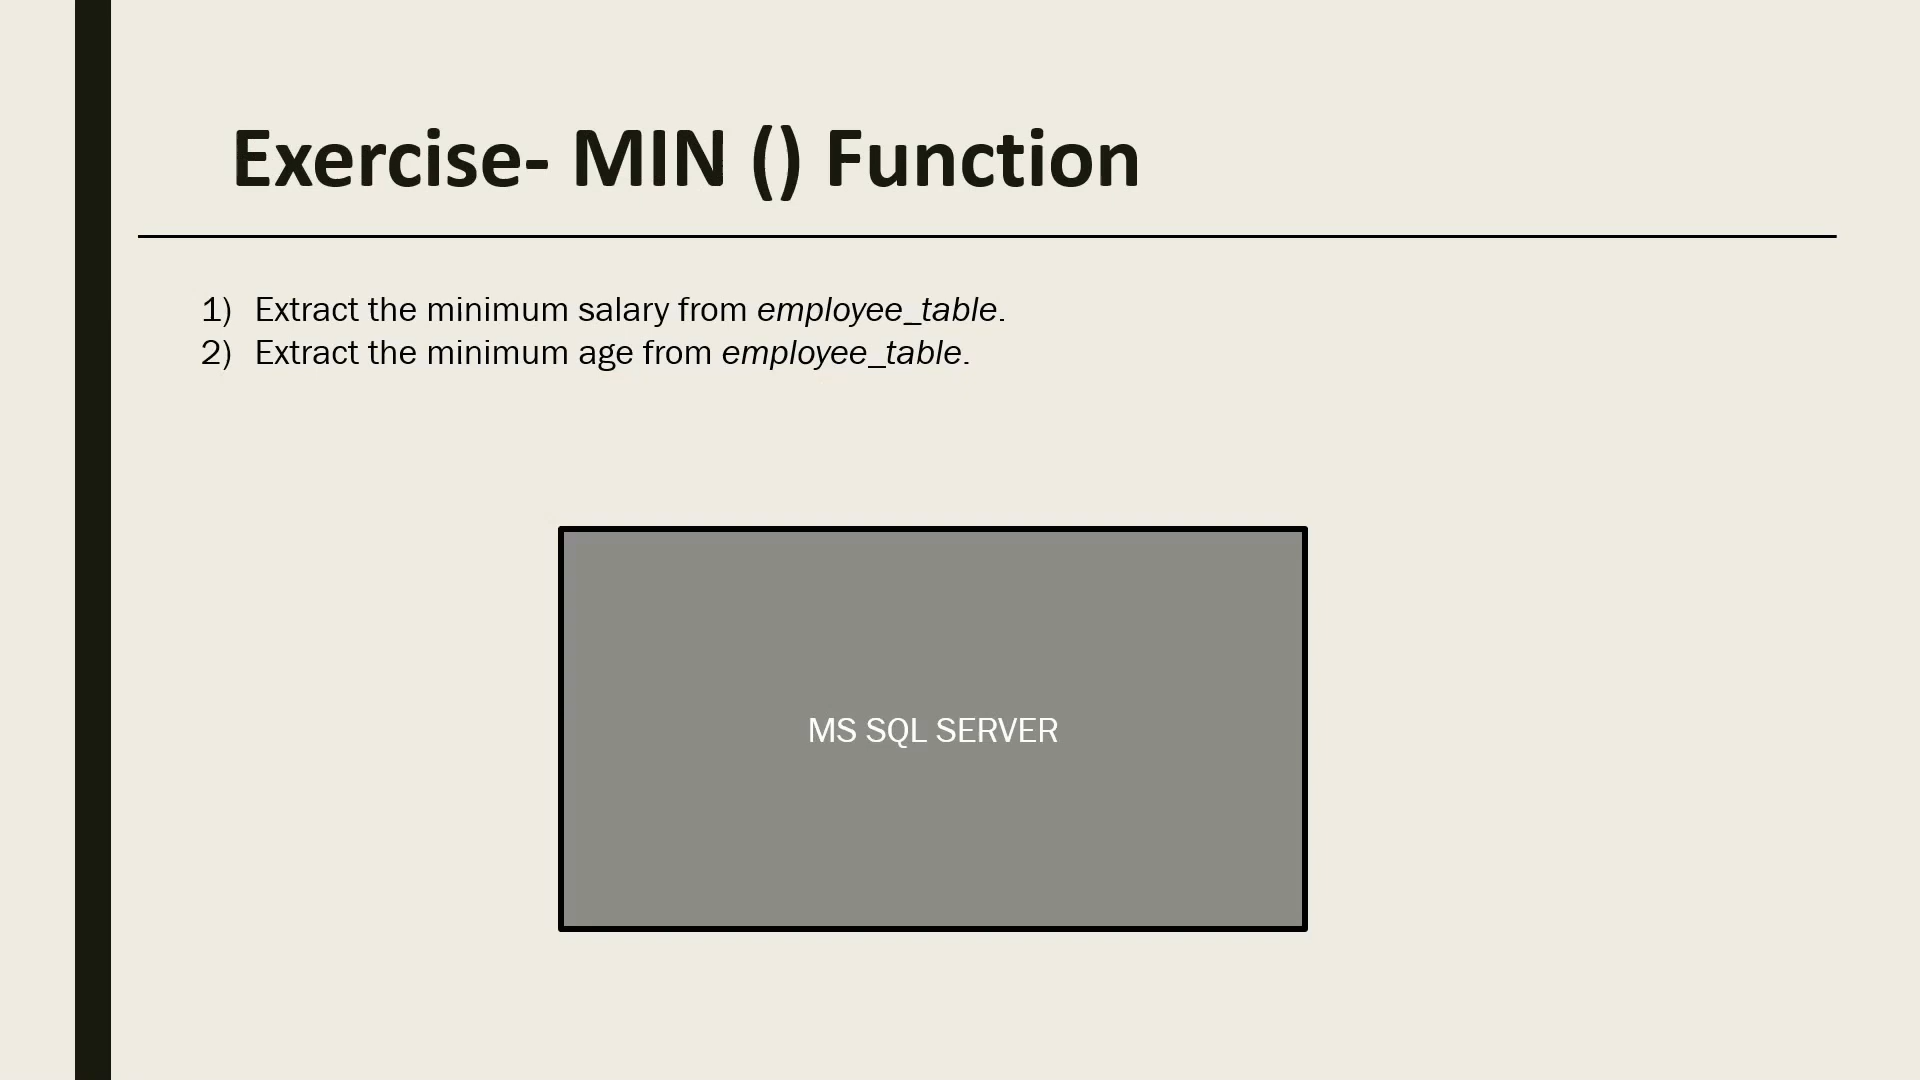 Exercise- MIN () Function
1) Extract the minimum salary from employee_table.
2) Extract the minimum age from employee_table.
MS SQL SERVER